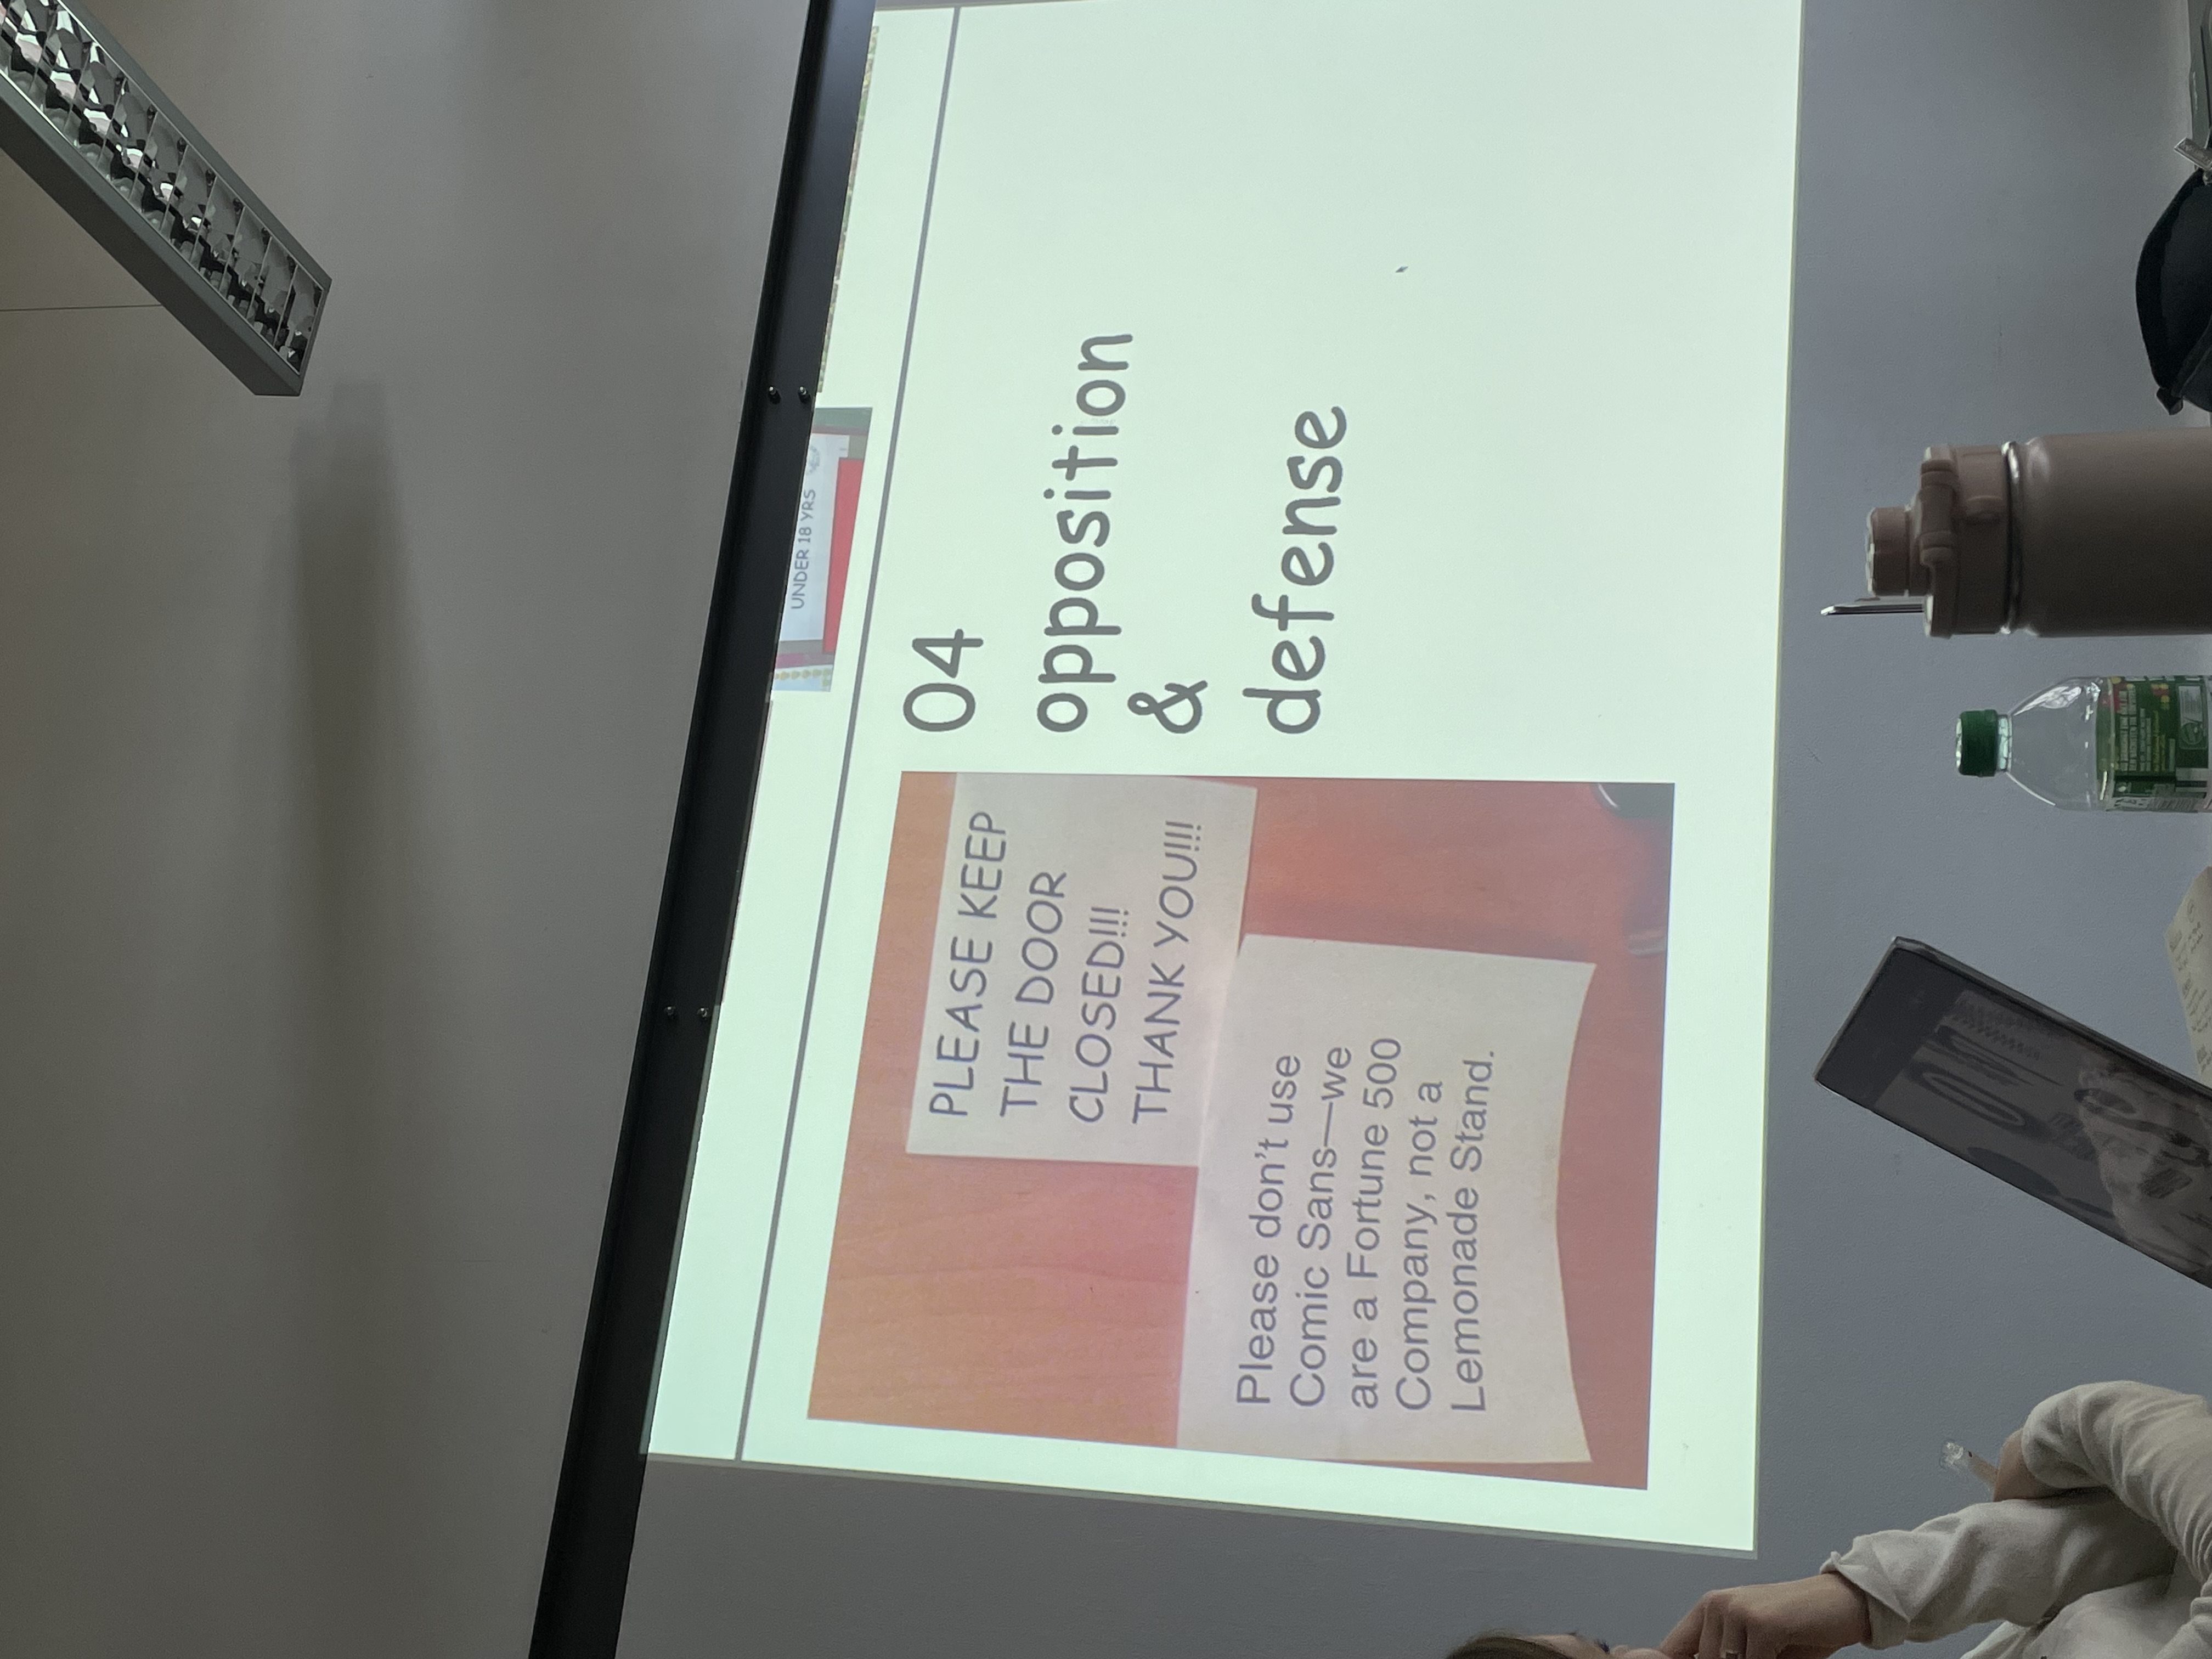 UNDER 18 YRS
PLEASE KEEP
THE DOOR
CLOSED!!!
THANK YOU!!!
Please don't use
Comic Sans—we
are a Fortune 500
Company, not a
Lemonade Stand.
04
opposition
&
defense